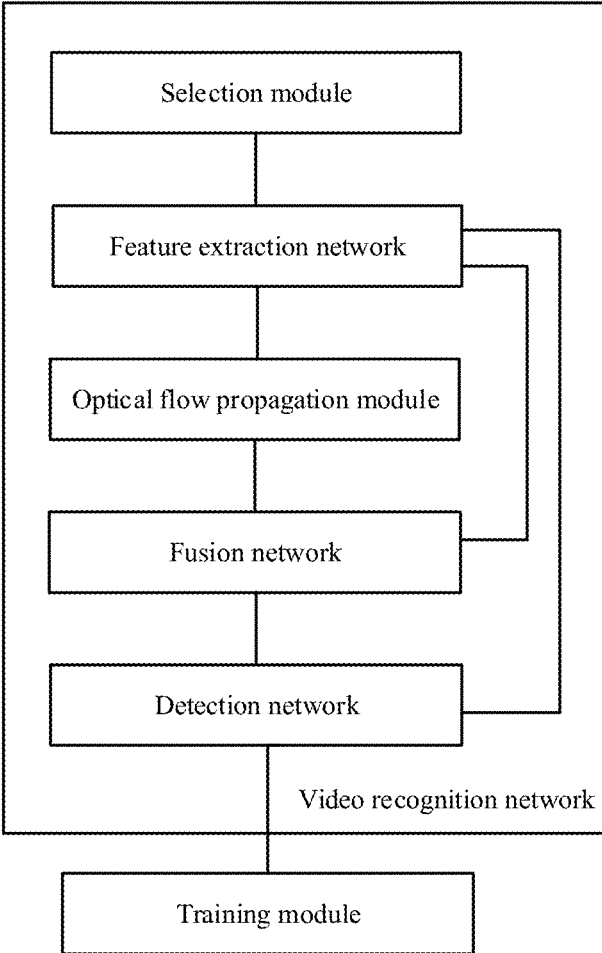 Selection module
Feature extraction network
Optical flow propagation module
Fusion network
Detection network
Video recognition network
Training module